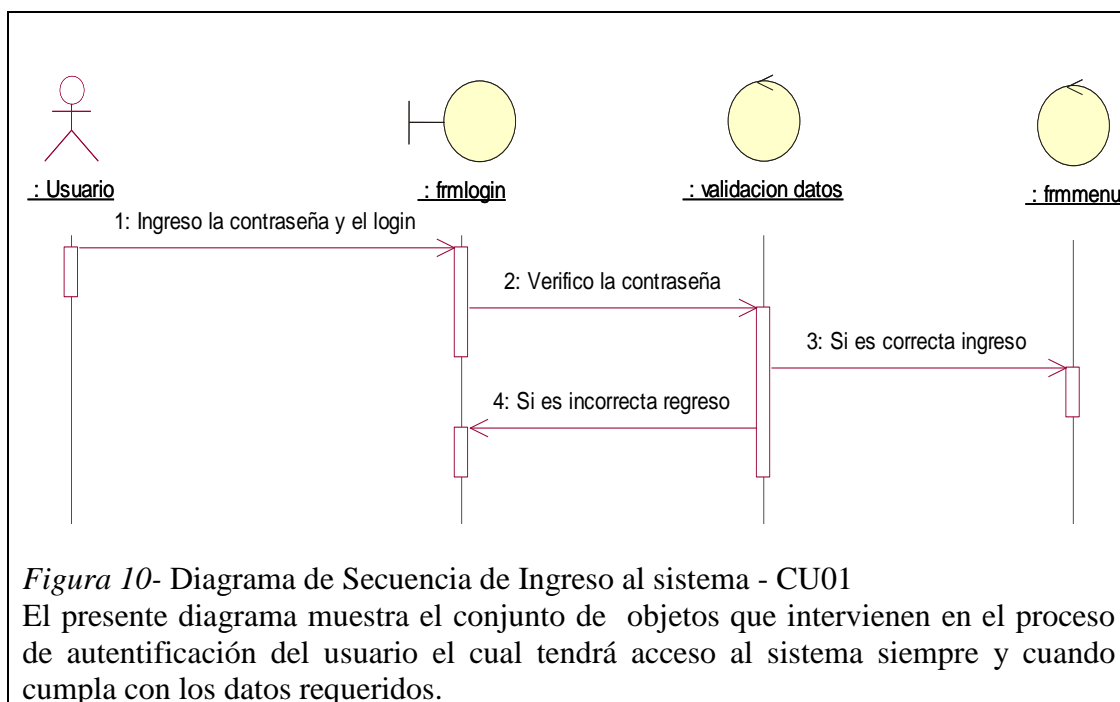 : Usuario
: frmlogin
: validacion datos
: frmmenu
1: Ingreso la contraseña y el login
2: Verifico la contraseña
3: Si es correcta ingreso
4: Si es incorrecta regreso
Figura 10- Diagrama de Secuencia de Ingreso al sistema - CU01
El presente diagrama muestra el conjunto de objetos que intervienen en el proceso
de autentificación del usuario el cual tendrá acceso al sistema siempre y cuando
cumpla con los datos requeridos.